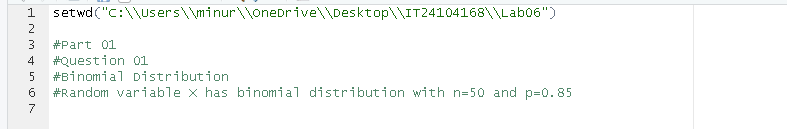 1 setwd("C:\\Users\\minur\\OneDrive\\Desktop\\IT24104168\\Lab06")
2
3 #Part 01
4 #Question 01
5 #Binomial Distribution
6 #Random variable X has binomial distribution with n=50 and p=0.85
7